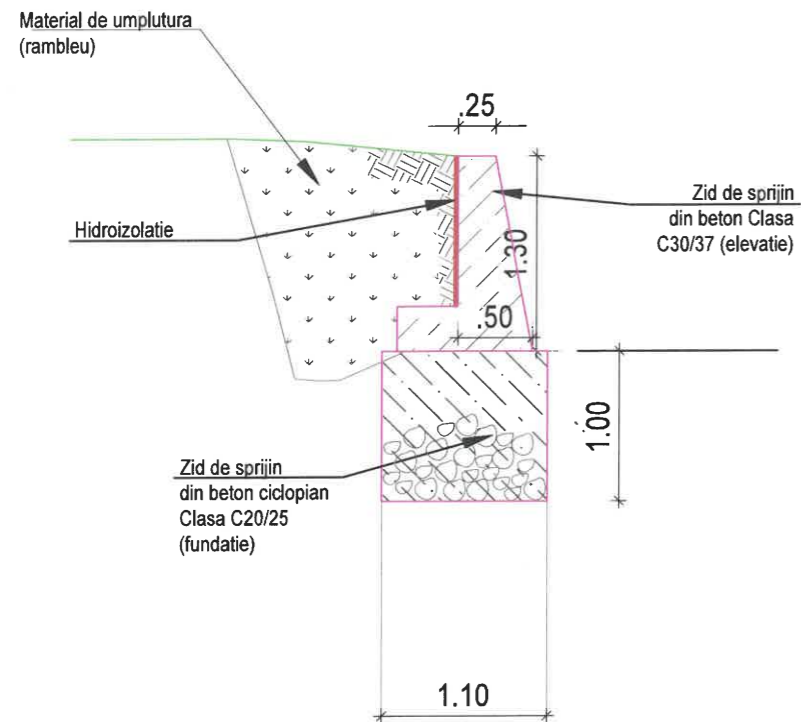 Material de umplutura
(rambleu)
.25
Zid de sprijin
din beton Clasa
C30/37 (elevatie)
Hidroizolatie
1.30
.50
1.00
Zid de sprijin
din beton ciclopian
Clasa C20/25
(fundatie)
1.10